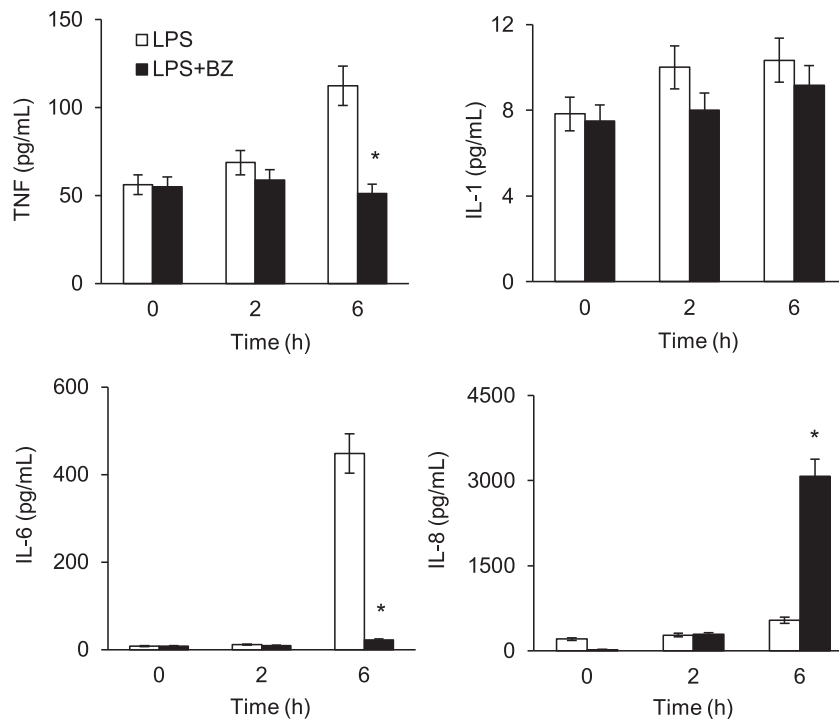 LPS
LPS+BZ
TNF (pg/mL)
150
100
50
0
*
0 2 6
Time (h)
IL-1 (pg/mL)
12
8
4
0
0 2 6
Time (h)
IL-6 (pg/mL)
600
400
200
0
*
0 2 6
Time (h)
IL-8 (pg/mL)
4500
3000
1500
0
*
0 2 6
Time (h)